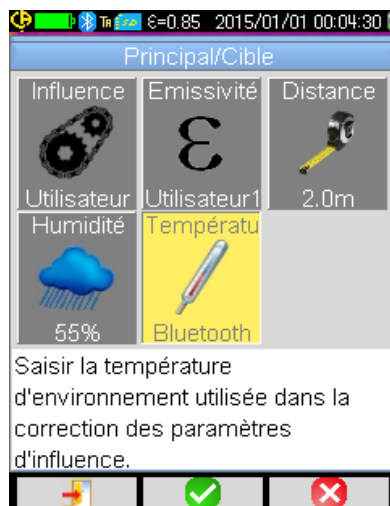 ε=0.85 2015/01/01 00:04:30
Principal/Cible
Influence Emissivité Distance
ε
Utilisateur Utilisateur1 2.0m
Humidité Températu
55% Bluetooth
Saisir la température
d'environnement utilisée dans la
correction des paramètres
d'influence.